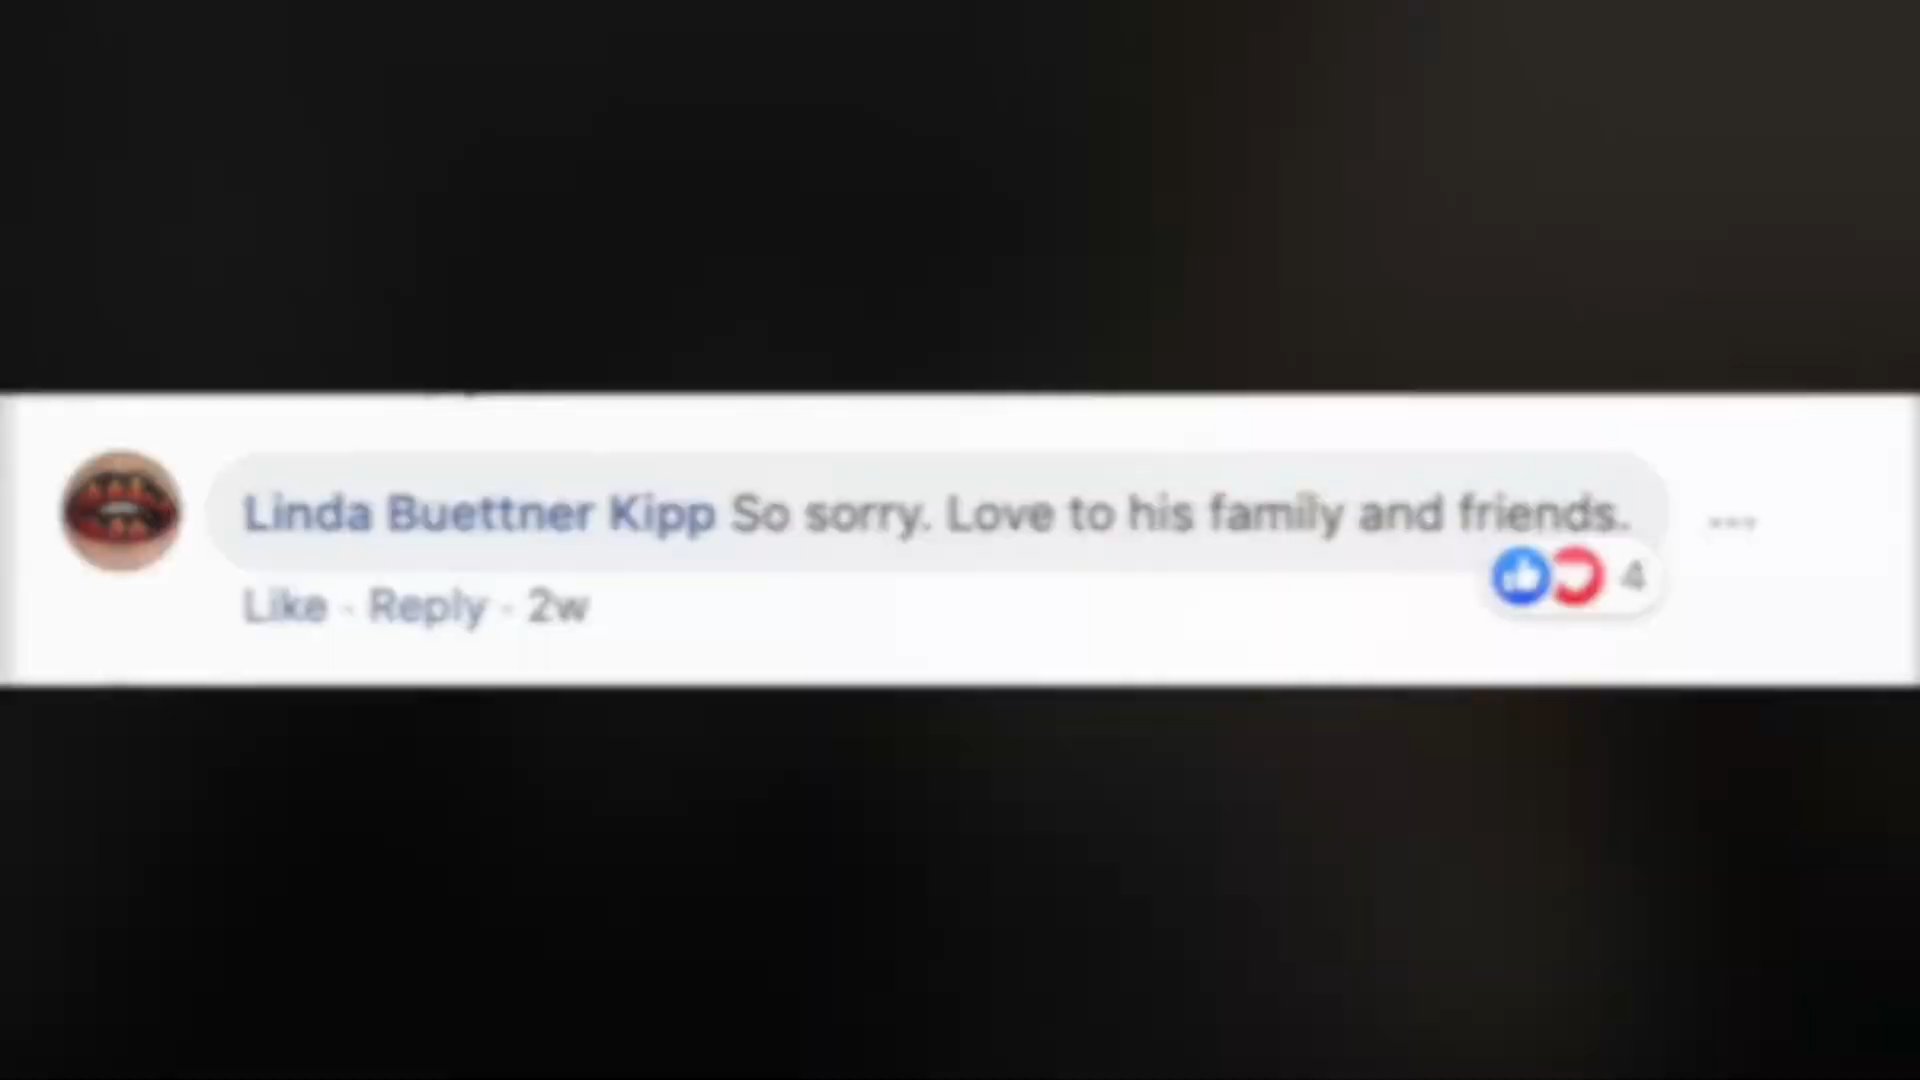 Linda Buettner Kipp So sorry. Love to his family and friends.
4
Like · Reply · 2w